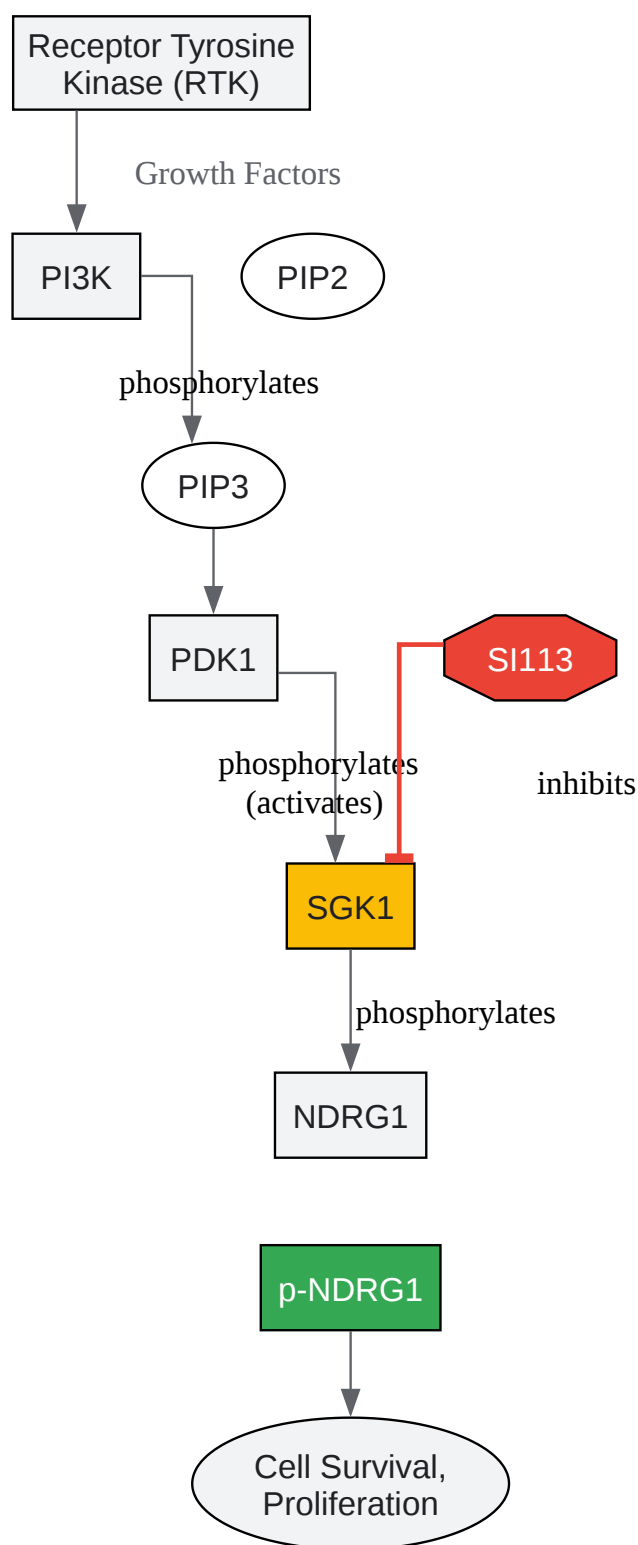 Receptor Tyrosine
Kinase (RTK)
Growth Factors
PI3K
PIP2
phosphorylates
PIP3
PDK1
SI113
phosphorylates
(activates)
inhibits
SGK1
phosphorylates
NDRG1
p-NDRG1
Cell Survival,
Proliferation